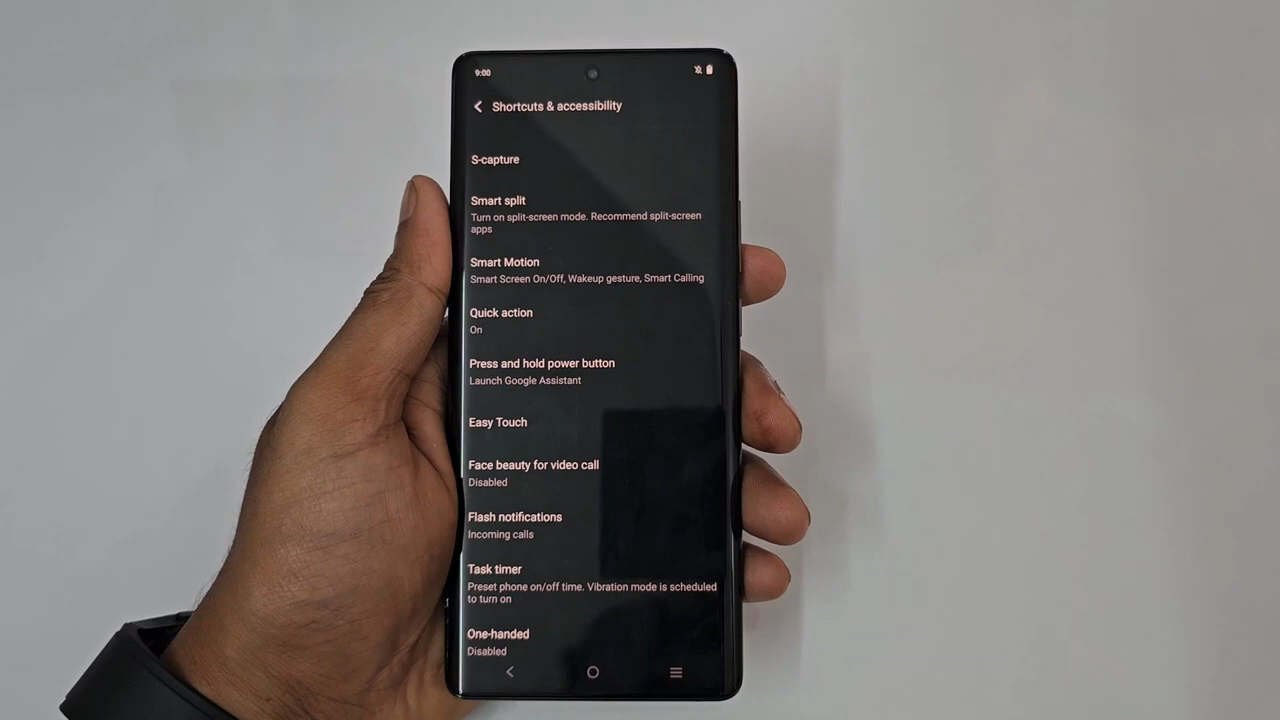 9:00
Shortcuts & accessibility
S-capture
Smart split
Turn on split-screen mode. Recommend split-screen
apps
Smart Motion
Smart Screen On/Off, Wakeup gesture, Smart Calling
Quick action
On
Press and hold power button
Launch Google Assistant
Easy Touch
Face beauty for video call
Disabled
Flash notifications
Incoming calls
Task timer
Preset phone on/off time. Vibration mode is scheduled
to turn on
One-handed
Disabled